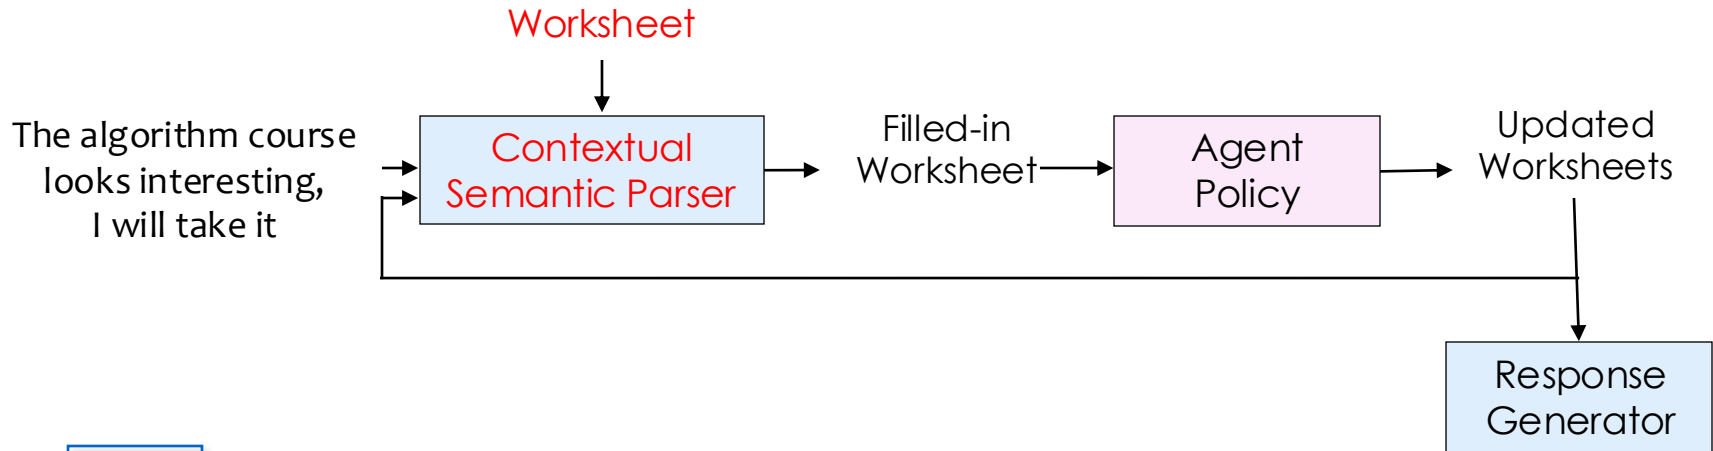 Worksheet
The algorithm course
looks interesting,
I will take it
Contextual
Semantic Parser
Filled-in
Worksheet
Agent
Policy
Updated
Worksheets
Response
Generator